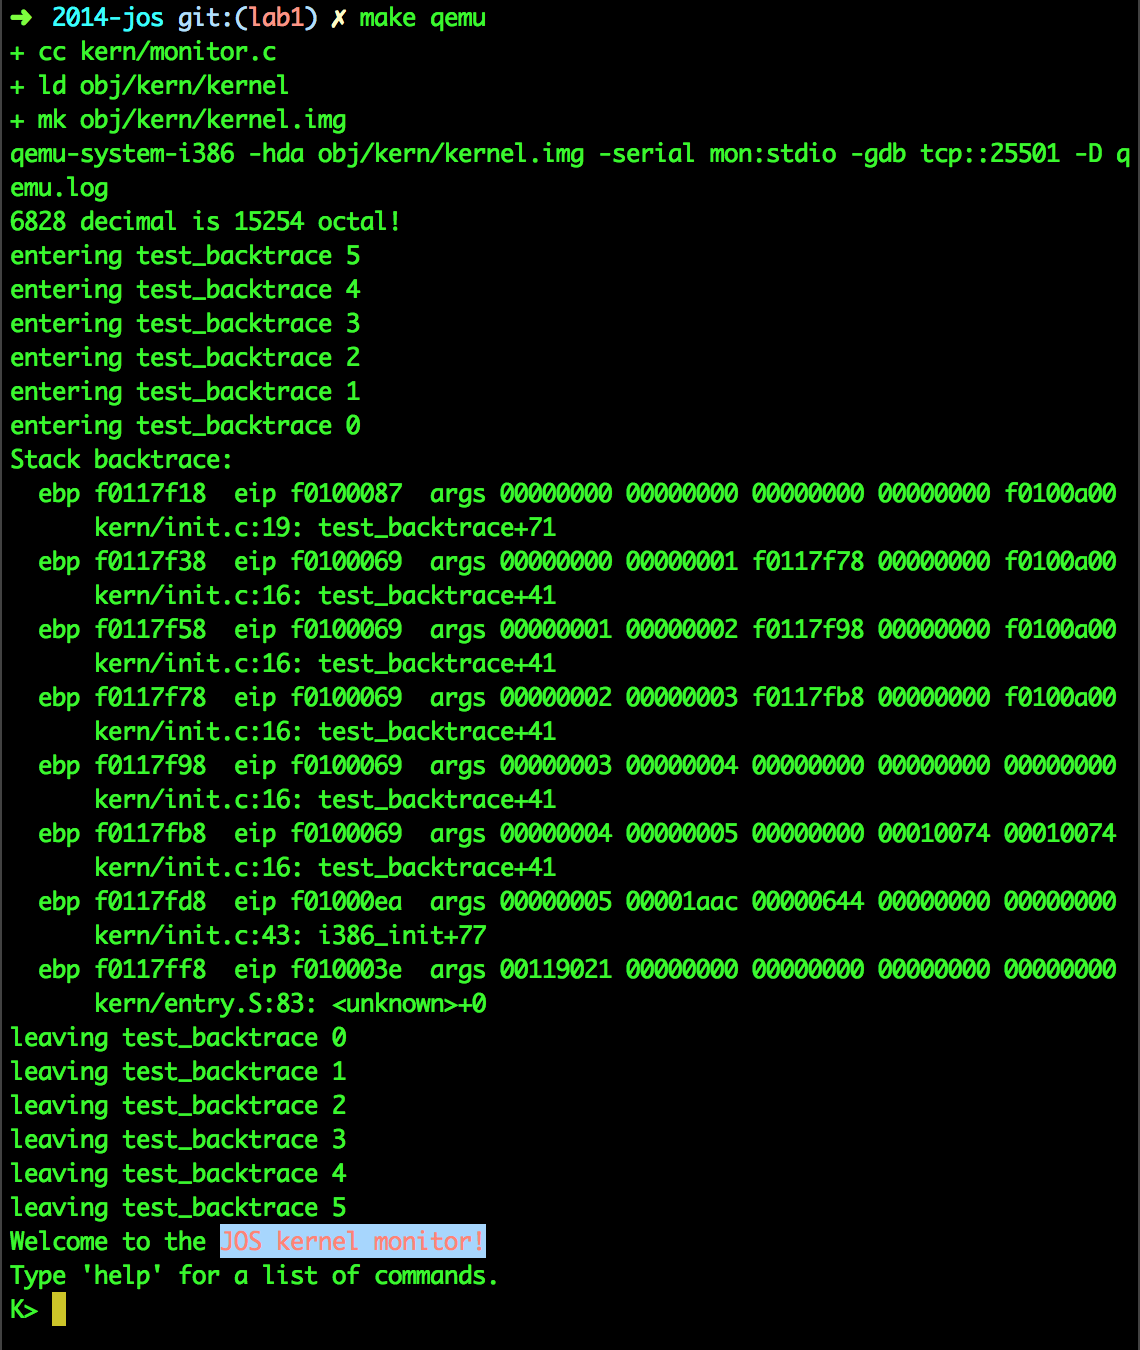 ➜  2014-jos git:(lab1) ✗ make qemu
+ cc kern/monitor.c
+ ld obj/kern/kernel
+ mk obj/kern/kernel.img
qemu-system-i386 -hda obj/kern/kernel.img -serial mon:stdio -gdb tcp::25501 -D q
emu.log
6828 decimal is 15254 octal!
entering test_backtrace 5
entering test_backtrace 4
entering test_backtrace 3
entering test_backtrace 2
entering test_backtrace 1
entering test_backtrace 0
Stack backtrace:
  ebp f0117f18  eip f0100087  args 00000000 00000000 00000000 00000000 f0100a00
      kern/init.c:19: test_backtrace+71
  ebp f0117f38  eip f0100069  args 00000000 00000001 f0117f78 00000000 f0100a00
      kern/init.c:16: test_backtrace+41
  ebp f0117f58  eip f0100069  args 00000001 00000002 f0117f98 00000000 f0100a00
      kern/init.c:16: test_backtrace+41
  ebp f0117f78  eip f0100069  args 00000002 00000003 f0117fb8 00000000 f0100a00
      kern/init.c:16: test_backtrace+41
  ebp f0117f98  eip f0100069  args 00000003 00000004 00000000 00000000 00000000
      kern/init.c:16: test_backtrace+41
  ebp f0117fb8  eip f0100069  args 00000004 00000005 00000000 00010074 00010074
      kern/init.c:16: test_backtrace+41
  ebp f0117fd8  eip f01000ea  args 00000005 00001aac 00000644 00000000 00000000
      kern/init.c:43: i386_init+77
  ebp f0117ff8  eip f010003e  args 00119021 00000000 00000000 00000000 00000000
      kern/entry.S:83: <unknown>+0
leaving test_backtrace 0
leaving test_backtrace 1
leaving test_backtrace 2
leaving test_backtrace 3
leaving test_backtrace 4
leaving test_backtrace 5
Welcome to the JOS kernel monitor!
Type 'help' for a list of commands.
K>